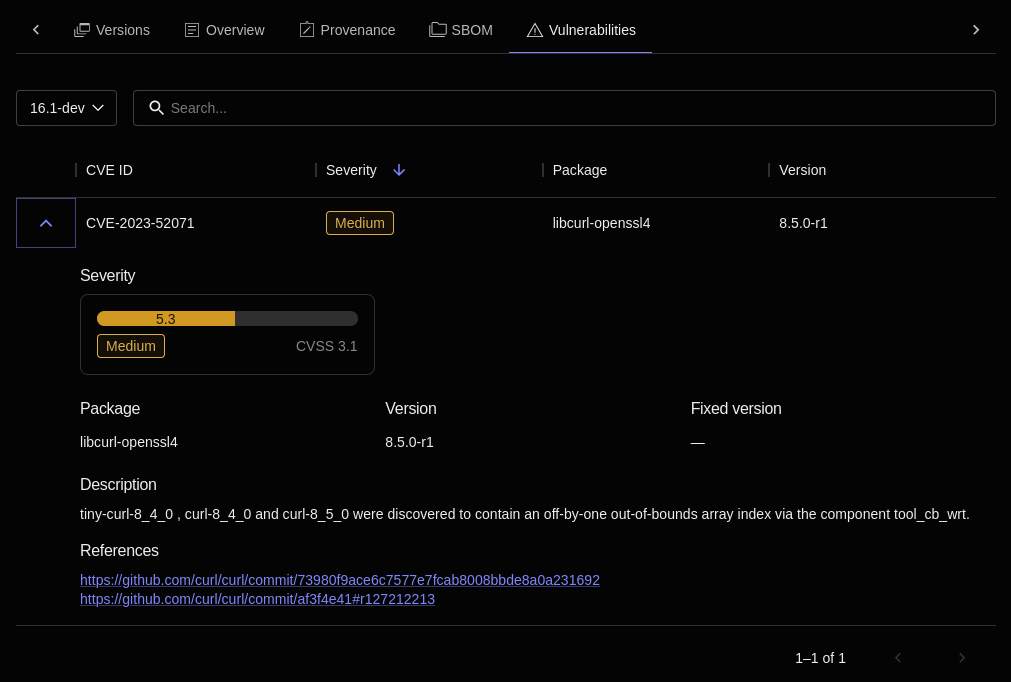 Versions Overview Provenance SBOM Vulnerabilities
16.1-dev Search...
CVE ID Severity Package Version
CVE-2023-52071 Medium libcurl-openssl4 8.5.0-r1
Severity
5.3
Medium CVSS 3.1
Package Version Fixed version
libcurl-openssl4 8.5.0-r1 —
Description
tiny-curl-8_4_0 , curl-8_4_0 and curl-8_5_0 were discovered to contain an off-by-one out-of-bounds array index via the component tool_cb_wrt.
References
https://github.com/curl/curl/commit/73980f9ace6c7577e7fcab8008bbde8a0a231692
https://github.com/curl/curl/commit/af3f4e41#r127212213
1–1 of 1